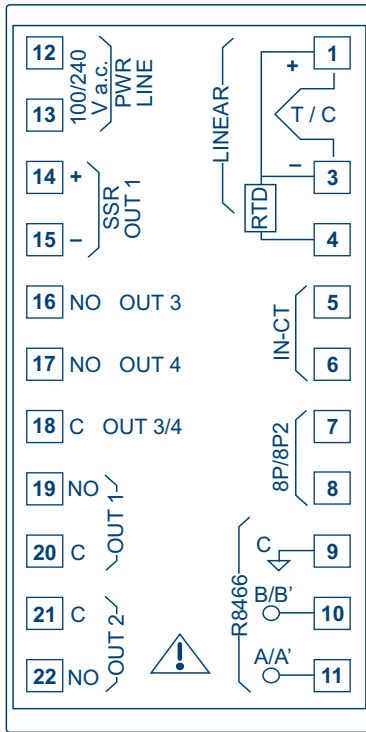 12
13
100/240
V a.c.
PWR
LINE
14 +
15 –
SSR
OUT 1
16 NO OUT 3
17 NO OUT 4
18 C OUT 3/4
19 NO
20 C
OUT 1
21 C
22 NO
OUT 2
LINEAR
+
1
T / C
–
3
RTD
4
IN-CT
5
6
8P/8P2
7
8
R8466
C
9
B/B'
10
A/A'
11
!